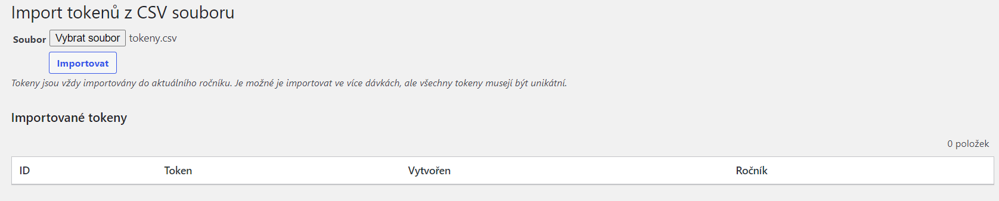 Import tokenů z CSV souboru
Soubor Vybrat soubor tokeny.csv
Importovat
Tokeny jsou vždy importovány do aktuálního ročníku. Je možné je importovat ve více dávkách, ale všechny tokeny musejí být unikátní.
Importované tokeny
0 položek
ID Token Vytvořen Ročník